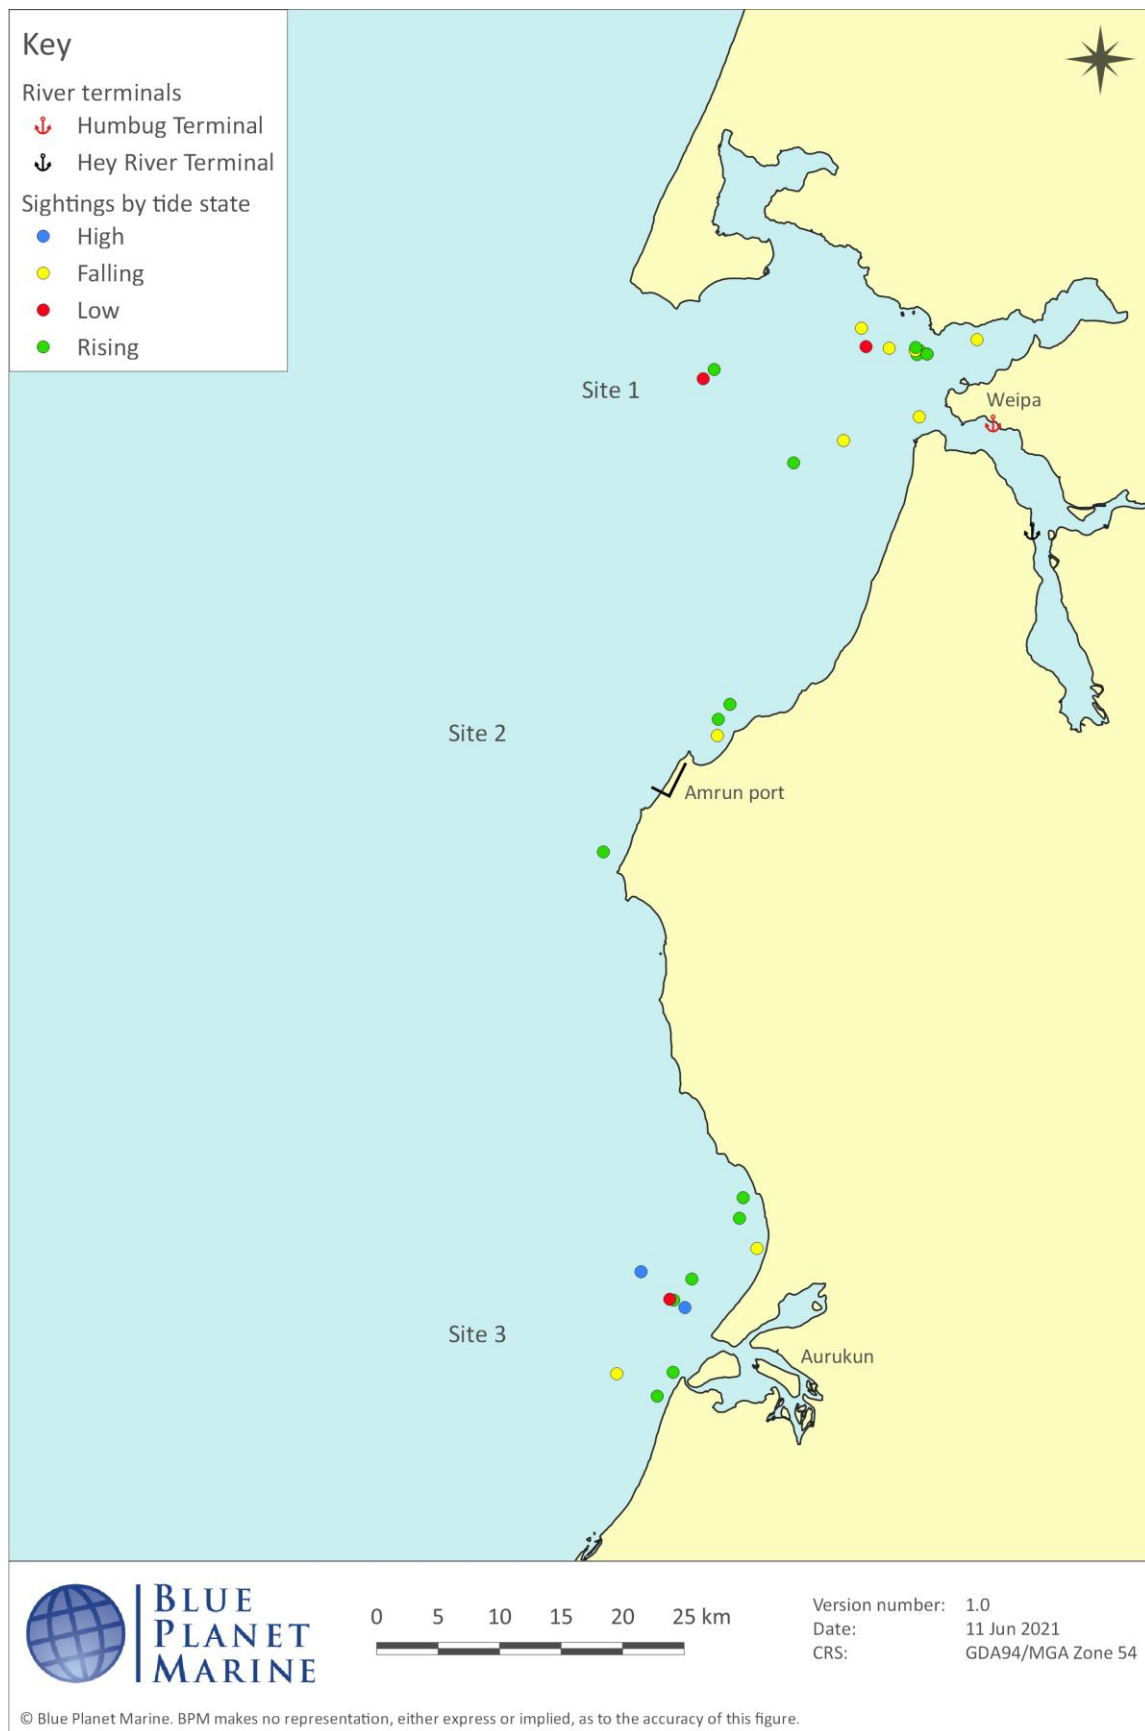 Key
River terminals
Humbug Terminal
Hey River Terminal
Sightings by tide state
High
Falling
Low
Rising
Site 1
Weipa
Site 2
Amrun port
Site 3
Aurukun
BLUE
PLANET
MARINE
0 5 10 15 20 25 km
Version number: 1.0
Date: 11 Jun 2021
CRS: GDA94/MGA Zone 54
© Blue Planet Marine. BPM makes no representation, either express or implied, as to the accuracy of this figure.